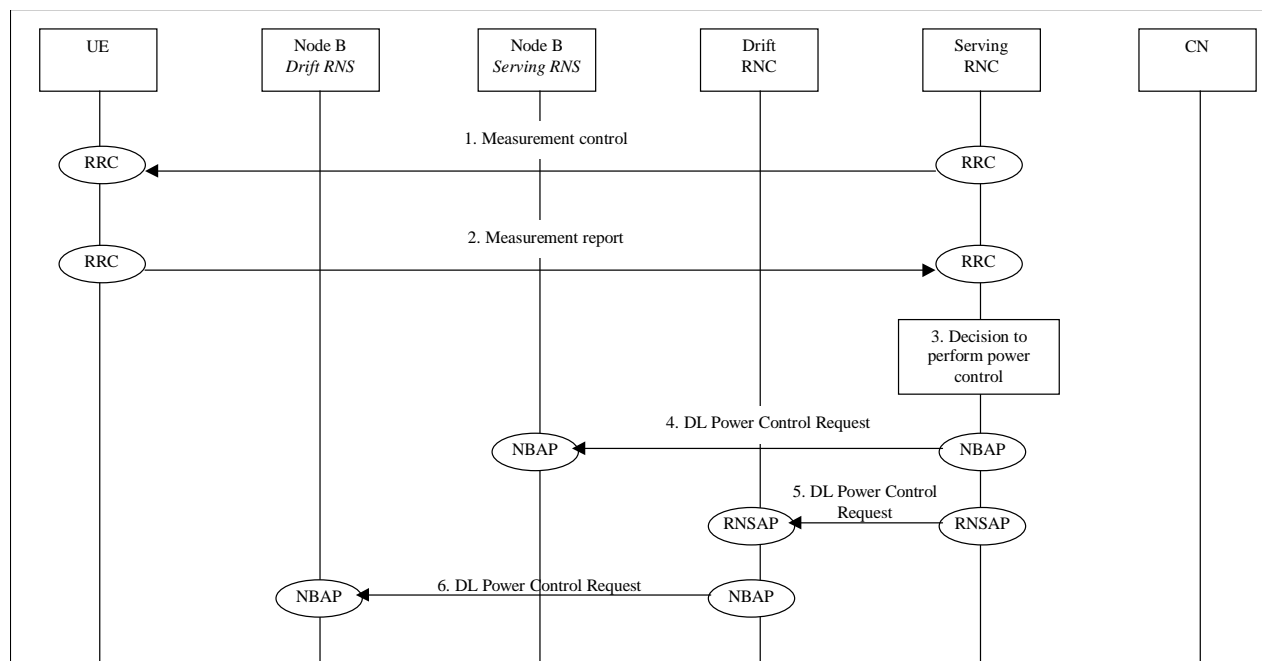 UE
Node B
Drift RNS
Node B
Serving RNS
Drift
RNC
Serving
RNC
CN
1. Measurement control
RRC
RRC
2. Measurement report
RRC
RRC
3. Decision to
perform power
control
4. DL Power Control Request
NBAP
NBAP
5. DL Power Control
Request
RNSAP
RNSAP
6. DL Power Control Request
NBAP
NBAP